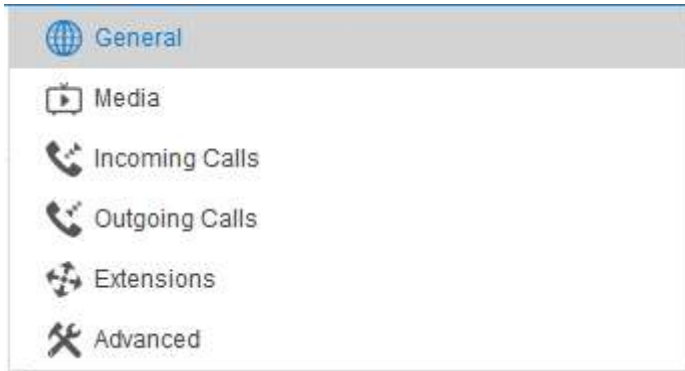 General
Media
Incoming Calls
Outgoing Calls
Extensions
Advanced